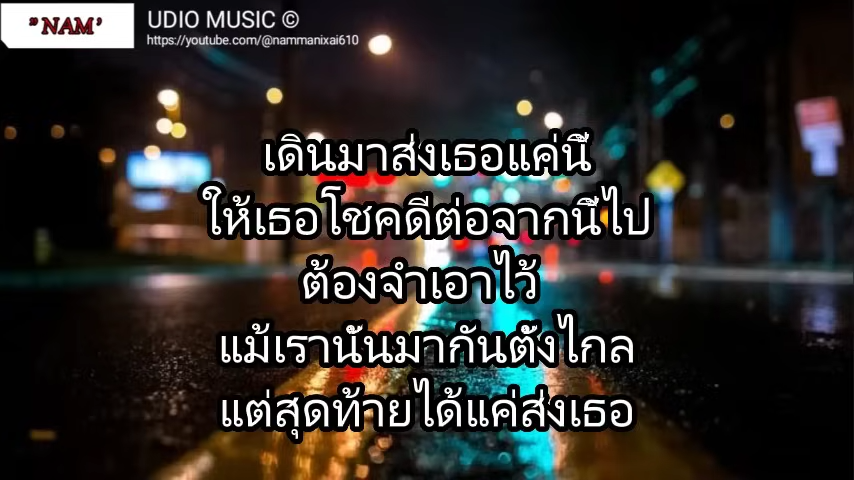 "NAM'
UDIO MUSIC ©
https://youtube.com/@nammanixai610
เดินมาส่งเธอแค่นี้
ให้เธอโชคดีต่อจากนี้ไป
ต้องจำเอาไว้
แม้เรานั้นมากันตั้งไกล
แต่สุดท้ายได้แค่ส่งเธอ